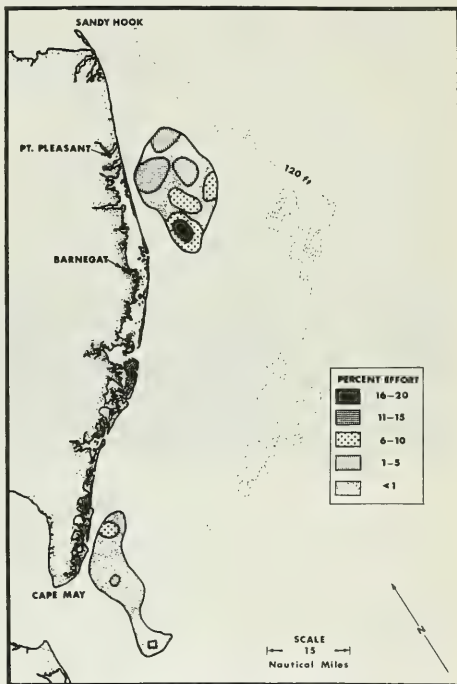 SANDY HOOK
PT. PLEASANT
120 ft
BARNEGAT
PERCENT EFFORT
16–20
11–15
6–10
1–5
<1
CAPE MAY
SCALE
15
Nautical Miles
N